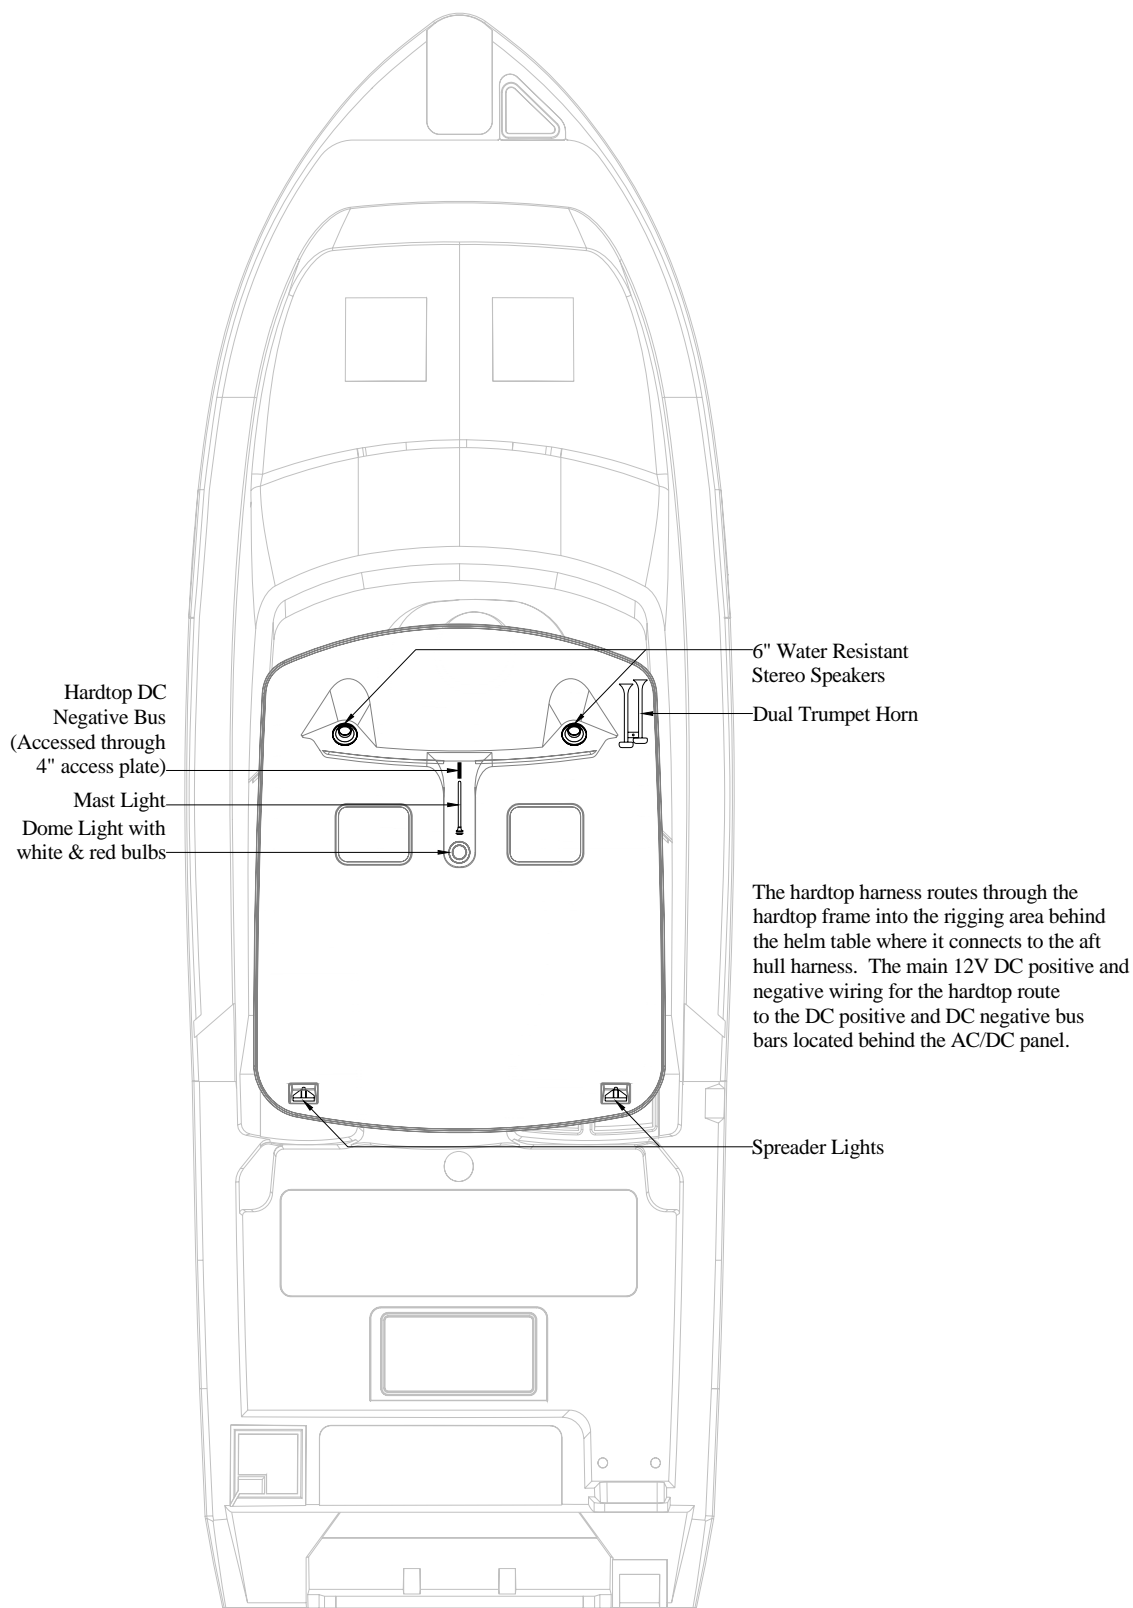 6" Water Resistant
Stereo Speakers
Dual Trumpet Horn
Hardtop DC
Negative Bus
(Accessed through
4" access plate)
Mast Light
Dome Light with
white & red bulbs
The hardtop harness routes through the
hardtop frame into the rigging area behind
the helm table where it connects to the aft
hull harness.  The main 12V DC positive and
negative wiring for the hardtop route
to the DC positive and DC negative bus
bars located behind the AC/DC panel.
Spreader Lights